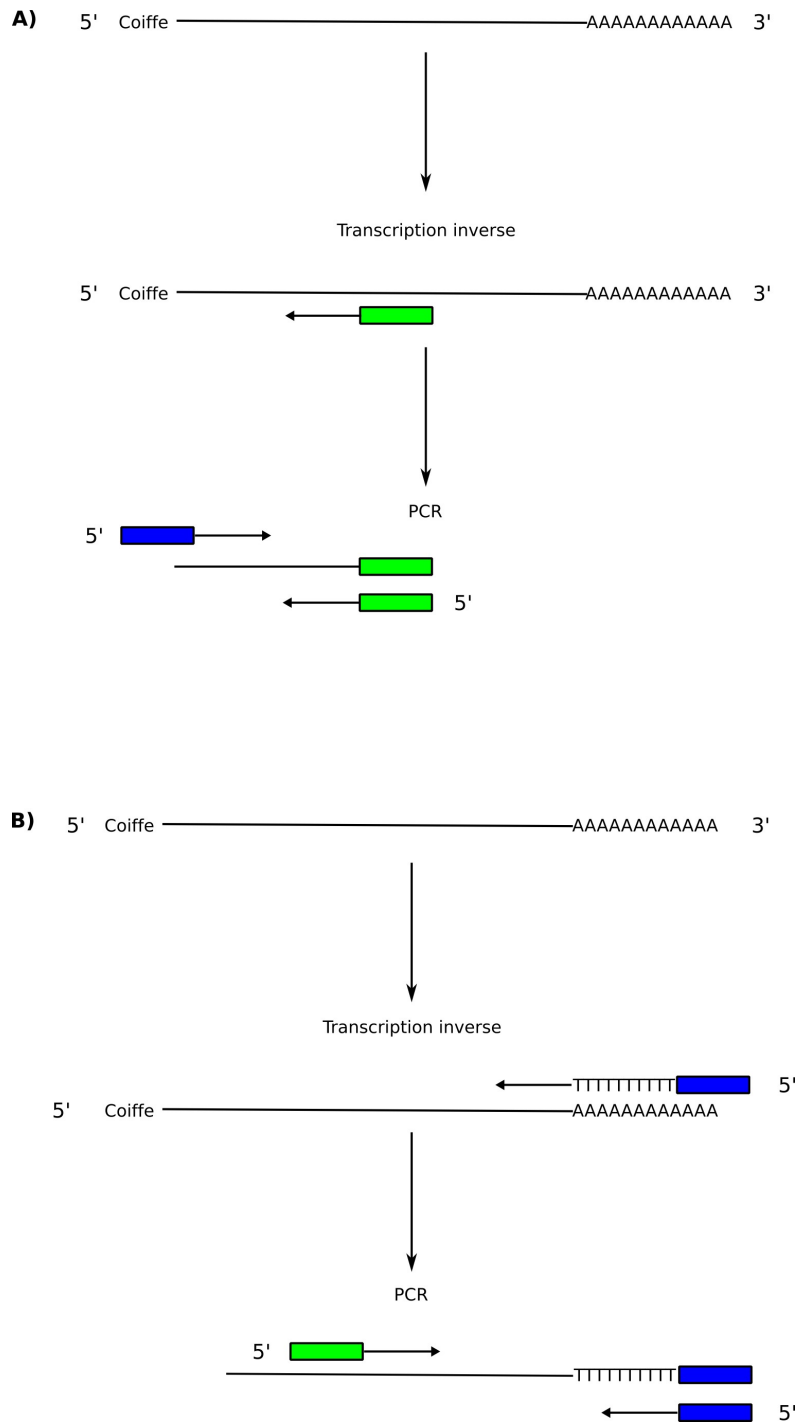 A)
5' Coiffe AAAAAAAAAAAA 3'
Transcription inverse
5' Coiffe AAAAAAAAAAAA 3'
PCR
5'
5'
B)
5' Coiffe AAAAAAAAAAAA 3'
Transcription inverse
TTTTTTTTTT 5'
5' Coiffe AAAAAAAAAAAA
PCR
5'
TTTTTTTTTT
5'